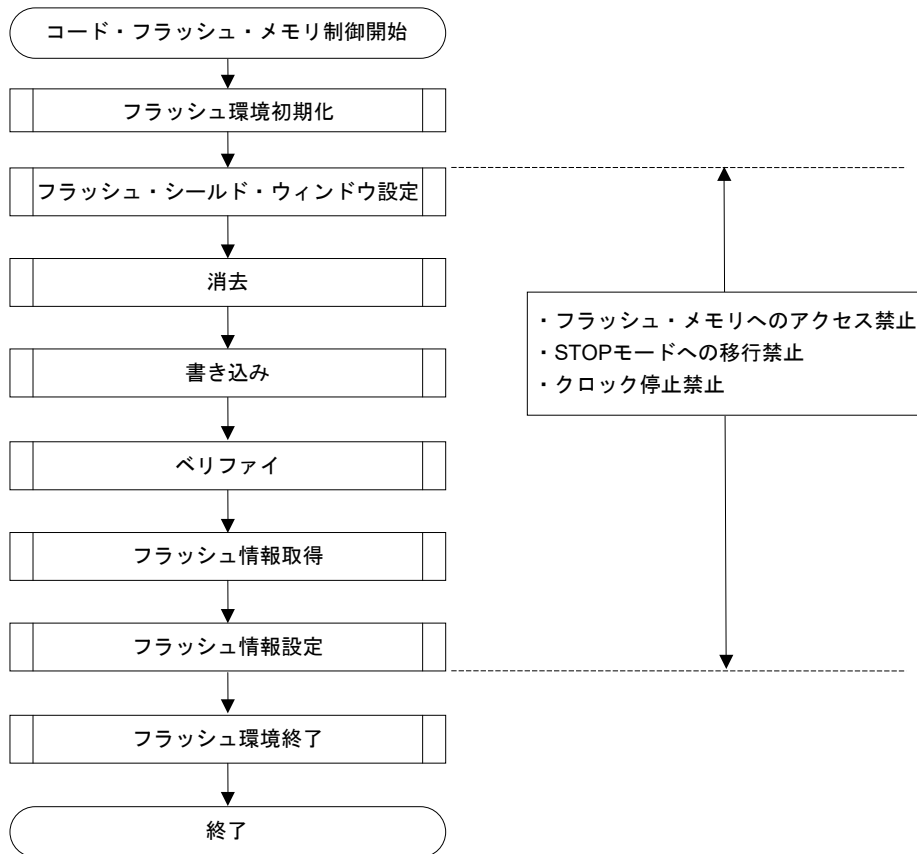 コード・フラッシュ・メモリ制御開始
フラッシュ環境初期化
フラッシュ・シールド・ウィンドウ設定
消去
書き込み
ベリファイ
フラッシュ情報取得
フラッシュ情報設定
フラッシュ環境終了
終了
・フラッシュ・メモリへのアクセス禁止
・STOPモードへの移行禁止
・クロック停止禁止